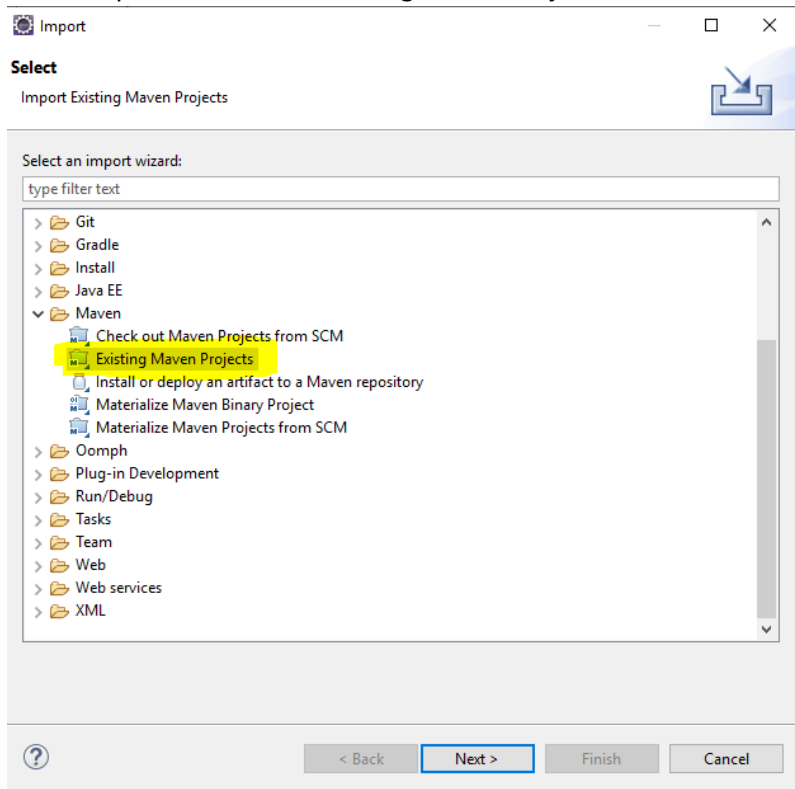 Import
Select
Import Existing Maven Projects
Select an import wizard:
type filter text
Git
Gradle
Install
Java EE
Maven
Check out Maven Projects from SCM
Existing Maven Projects
Install or deploy an artifact to a Maven repository
Materialize Maven Binary Project
Materialize Maven Projects from SCM
Oomph
Plug-in Development
Run/Debug
Tasks
Team
Web
Web services
XML
? < Back Next > Finish Cancel